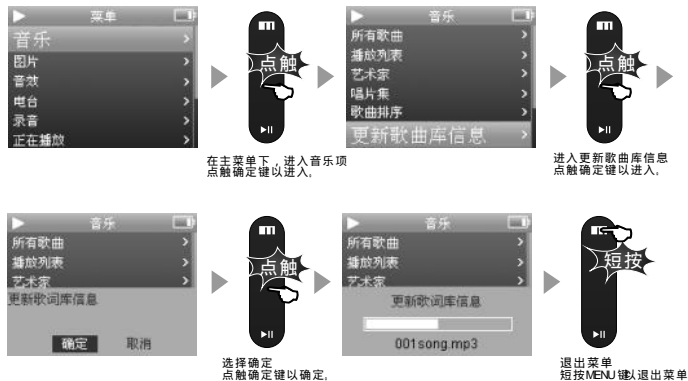 菜单
音乐
图片
音效
电台
录音
正在播放
点触
在主菜单下，进入音乐项
点触确定键以进入。
音乐
所有歌曲
播放列表
艺术家
唱片集
歌曲排序
更新歌曲库信息
点触
进入更新歌曲库信息
点触确定键以进入。
音乐
所有歌曲
播放列表
艺术家
更新歌词库信息
确定 取消
点触
选择确定
点触确定键以确定。
音乐
所有歌曲
播放列表
艺术家
更新歌词库信息
001song.mp3
短按
退出菜单
短按MENU键以退出菜单